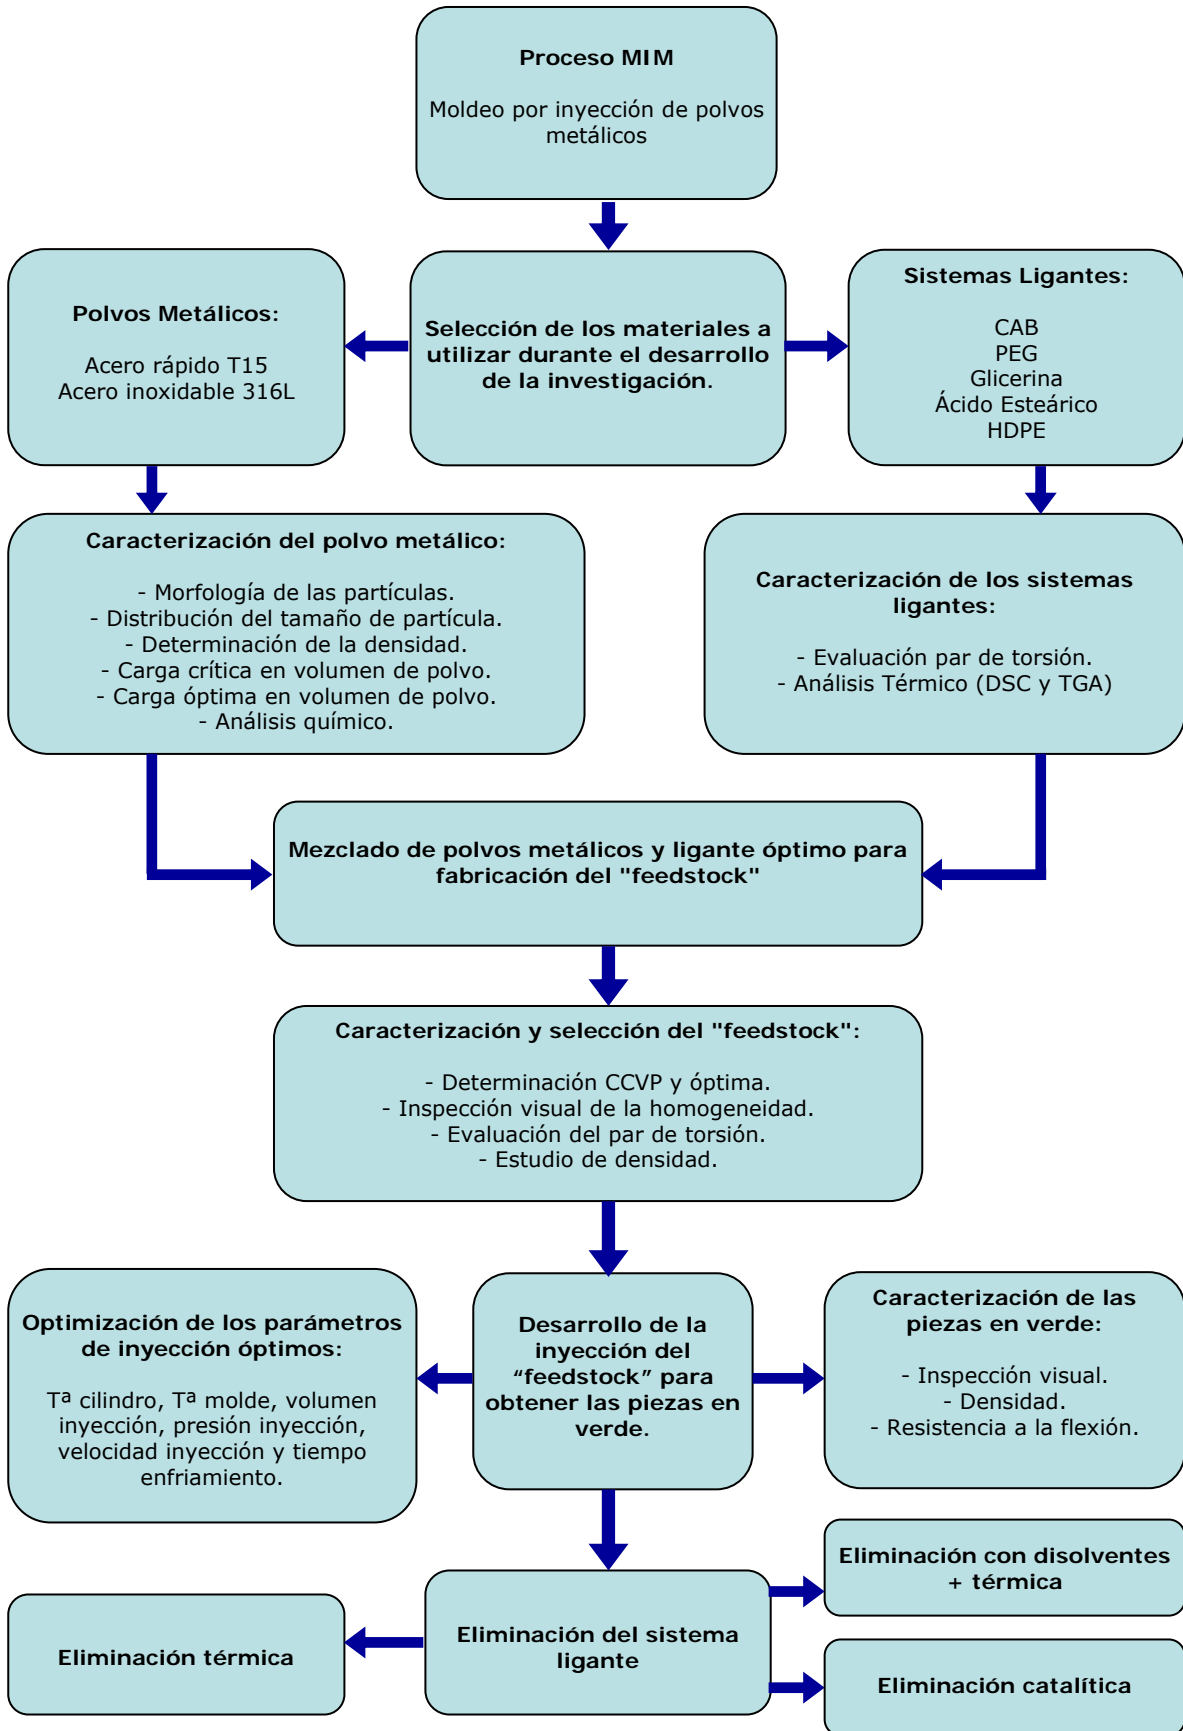 Proceso MIM
Moldeo por inyección de polvos
metálicos
Polvos Metálicos:
Acero rápido T15
Acero inoxidable 316L
Selección de los materiales a
utilizar durante el desarrollo
de la investigación.
Sistemas Ligantes:
CAB
PEG
Glicerina
Ácido Esteárico
HDPE
Caracterización del polvo metálico:
- Morfología de las partículas.
- Distribución del tamaño de partícula.
- Determinación de la densidad.
- Carga crítica en volumen de polvo.
- Carga óptima en volumen de polvo.
- Análisis químico.
Caracterización de los sistemas
ligantes:
- Evaluación par de torsión.
- Análisis Térmico (DSC y TGA)
Mezclado de polvos metálicos y ligante óptimo para
fabricación del "feedstock"
Caracterización y selección del "feedstock":
- Determinación CCVP y óptima.
- Inspección visual de la homogeneidad.
- Evaluación del par de torsión.
- Estudio de densidad.
Optimización de los parámetros
de inyección óptimos:
Tª cilindro, Tª molde, volumen
inyección, presión inyección,
velocidad inyección y tiempo
enfriamiento.
Desarrollo de la
inyección del
“feedstock” para
obtener las piezas en
verde.
Caracterización de las
piezas en verde:
- Inspección visual.
- Densidad.
- Resistencia a la flexión.
Eliminación térmica
Eliminación del sistema
ligante
Eliminación con disolventes
+ térmica
Eliminación catalítica